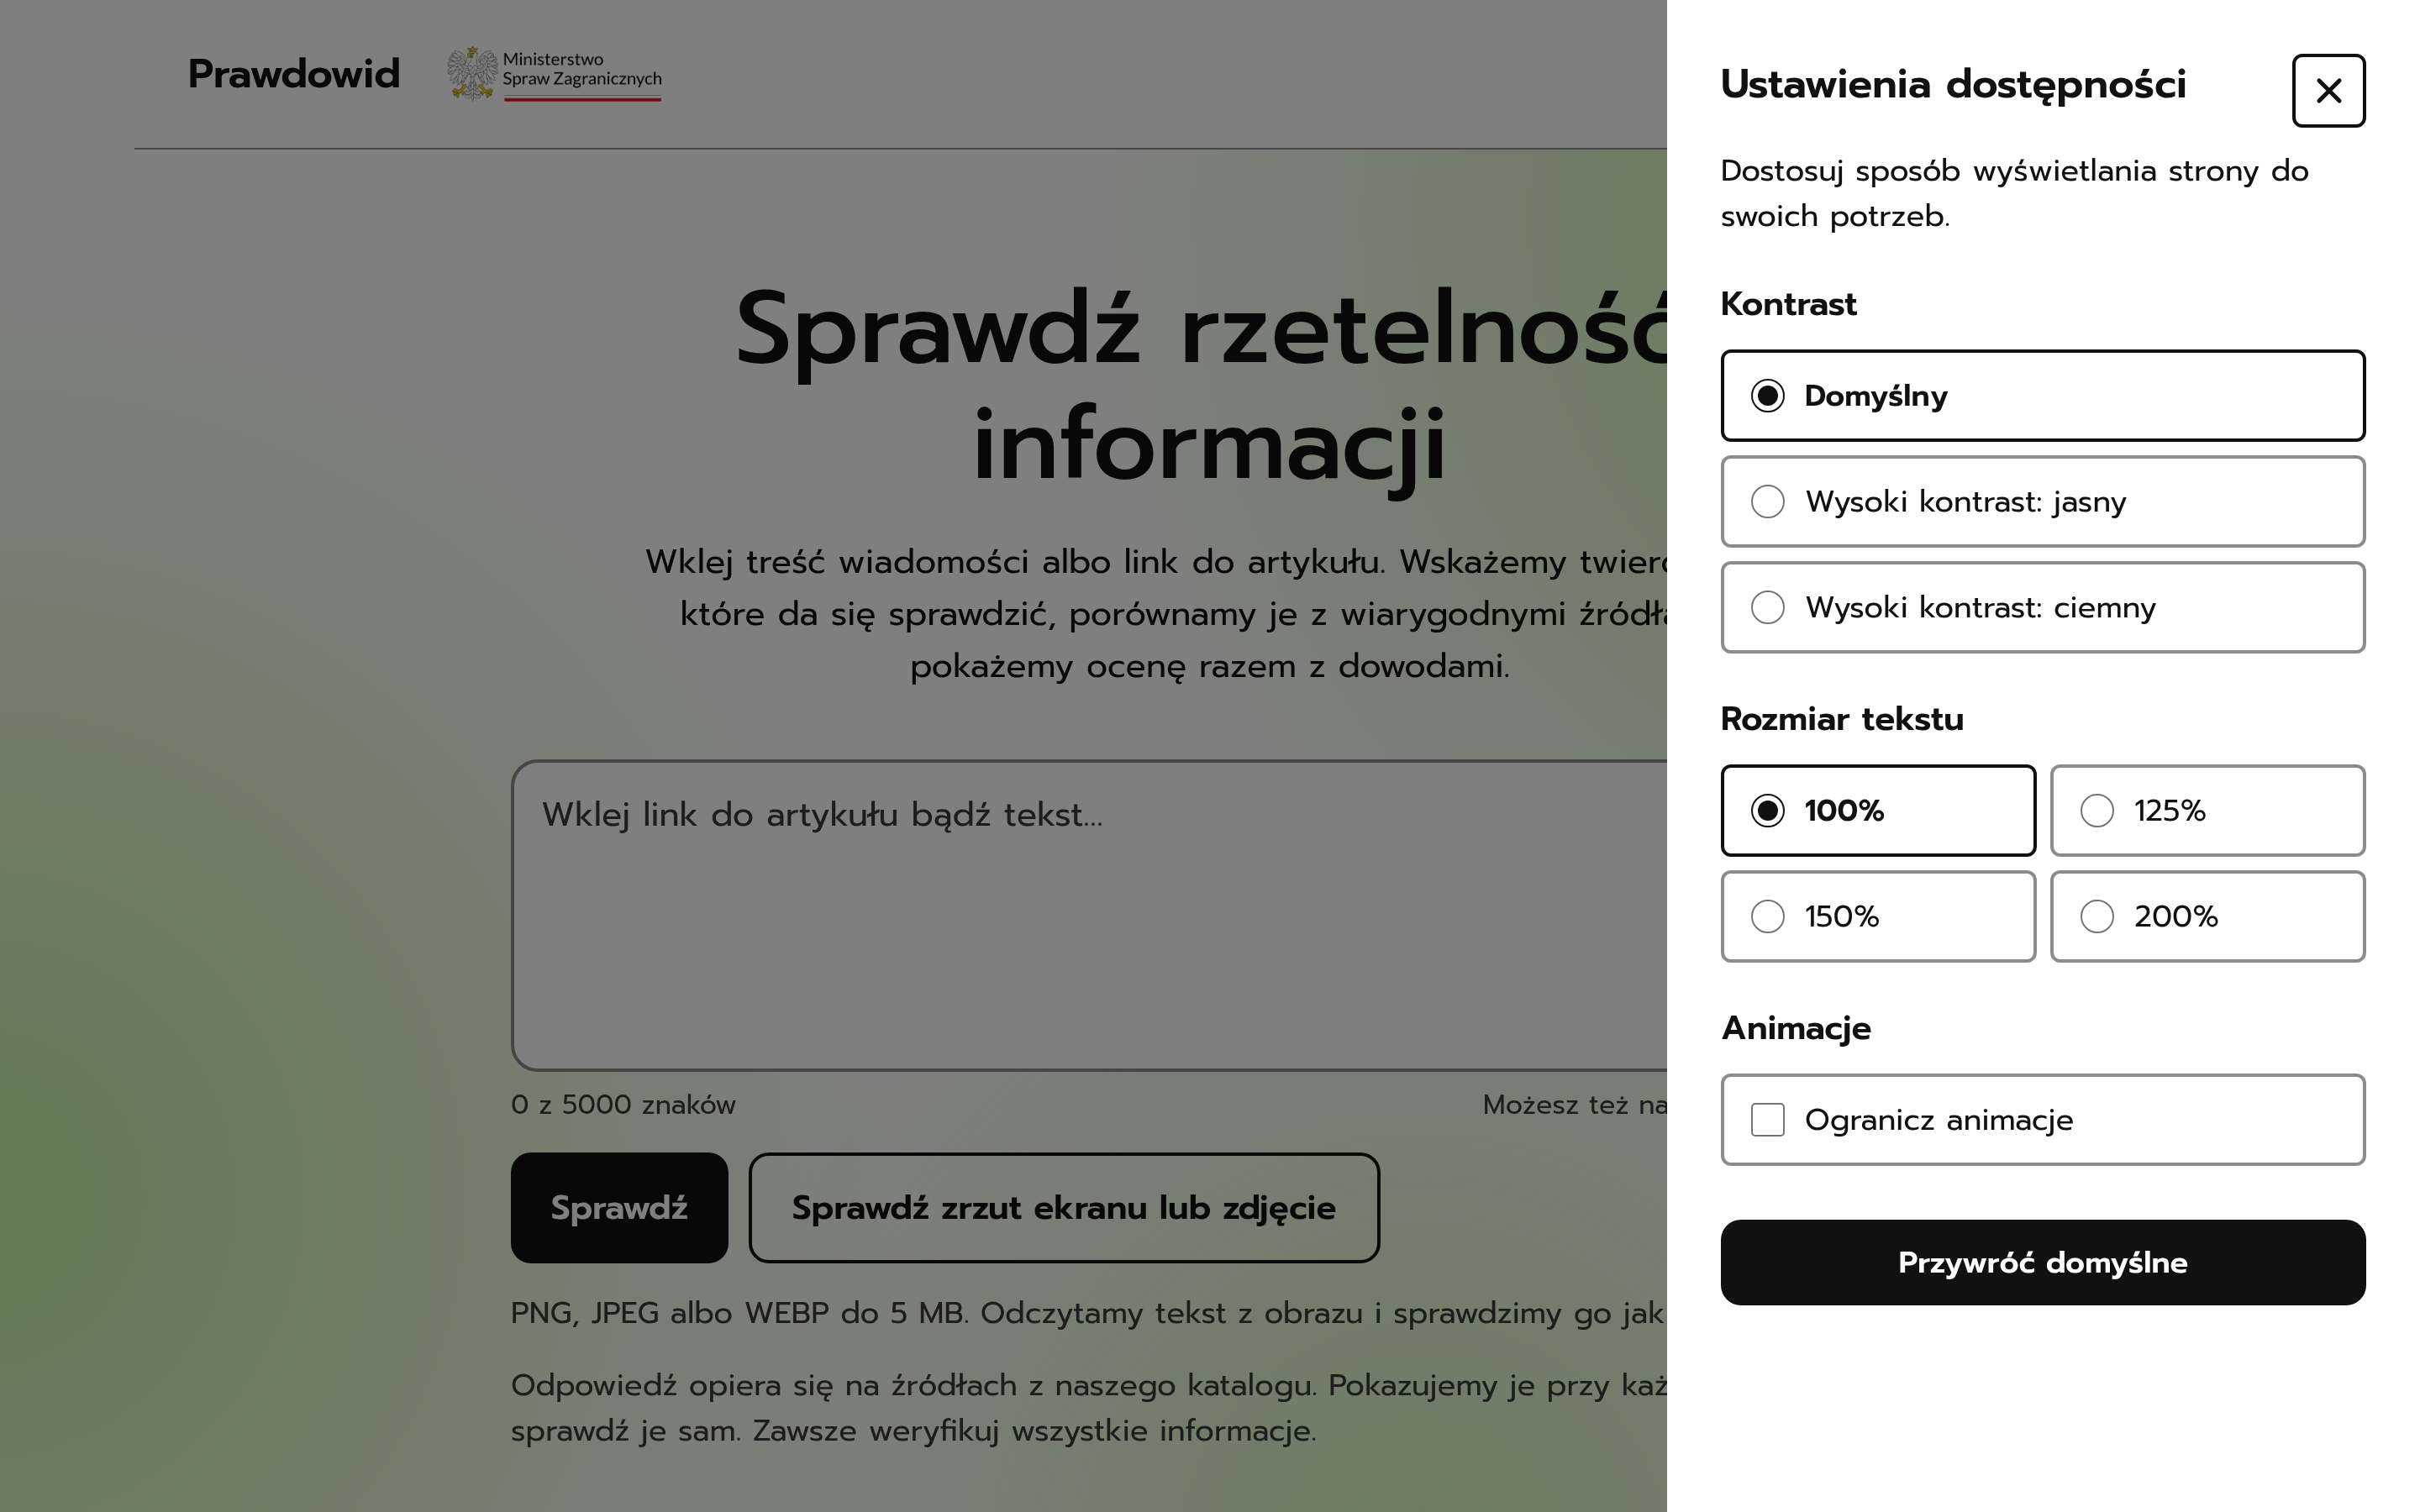 Prawdowid
Ministerstwo
Spraw Zagranicznych
Sprawdź rzetelność
informacji
Wklej treść wiadomości albo link do artykułu. Wskażemy
które da się sprawdzić, porównamy je z wiarygodnymi
pokażemy ocenę razem z dowodami.
Wklej link do artykułu bądź tekst...
0 z 5000 znaków
Możesz też
Sprawdź
Sprawdź zrzut ekranu lub zdjęcie
PNG, JPEG albo WEBP do 5 MB. Odczytamy tekst z obrazu i sprawdzimy go jak
Odpowiedź opiera się na źródłach z naszego katalogu. Pokazujemy je przy
sprawdź je sam. Zawsze weryfikuj wszystkie informacje.
Ustawienia dostępności
Dostosuj sposób wyświetlania strony do
swoich potrzeb.
Kontrast
Domyślny
Wysoki kontrast: jasny
Wysoki kontrast: ciemny
Rozmiar tekstu
100%
125%
150%
200%
Animacje
Ogranicz animacje
Przywróć domyślne